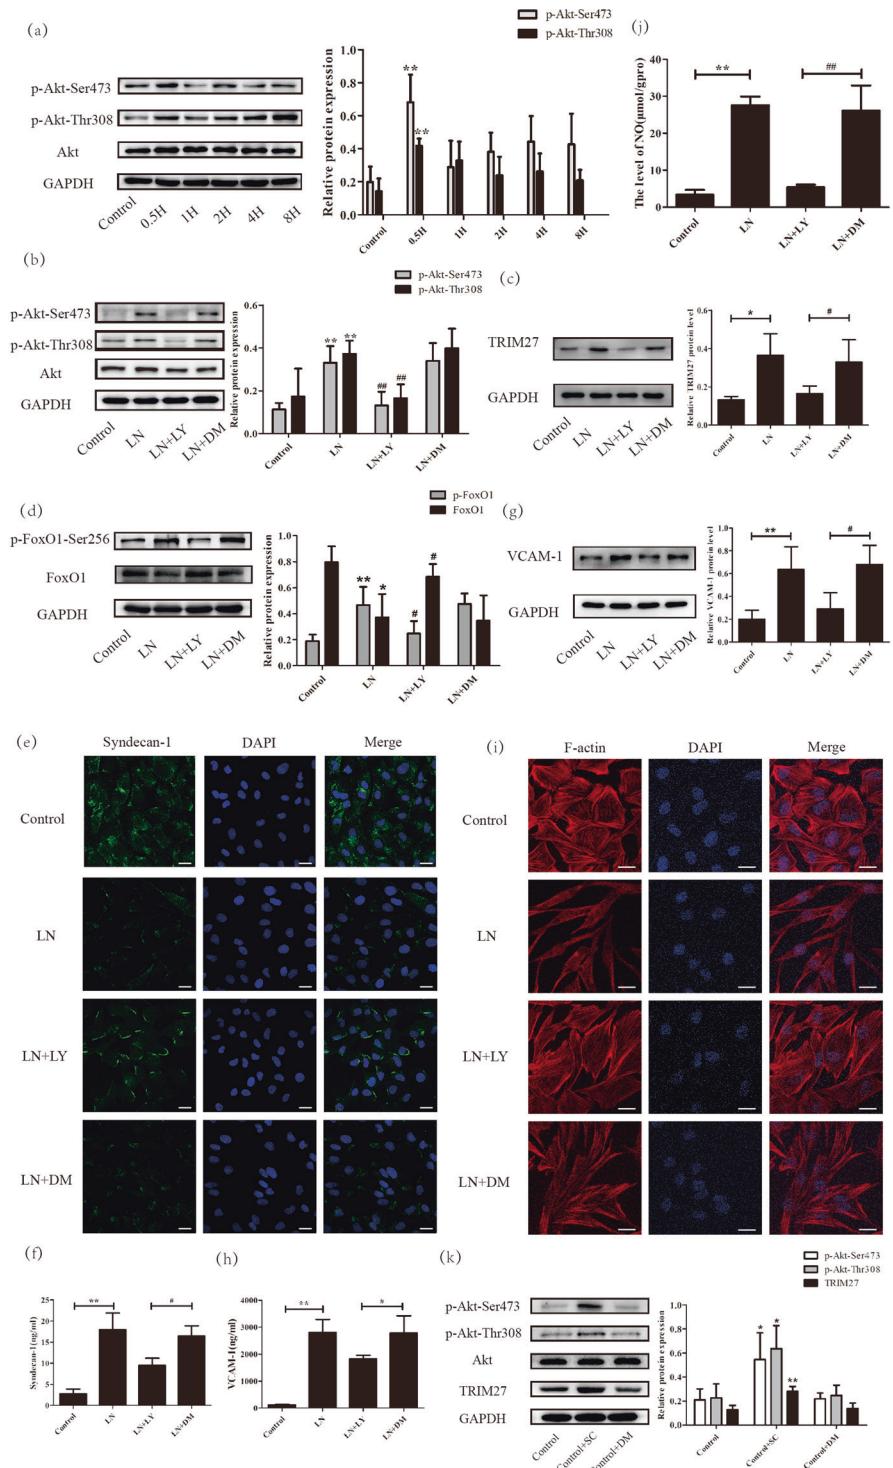 (a)
p-Akt-Ser473
p-Akt-Thr308
Akt
GAPDH
Control 0.5H 1H 2H 4H 8H
p-Akt-Ser473
p-Akt-Thr308
Relative protein expression
1.0
0.8
0.6
0.4
0.2
0.0
**
**
Control 0.5H 1H 2H 4H 8H
(j)
The level of NO(μmol/gpro)
40
30
20
10
0
** ##
Control LN LN+LY LN+DM
(b)
p-Akt-Ser473
p-Akt-Thr308
Akt
GAPDH
Control LN LN+LY LN+DM
p-Akt-Ser473
p-Akt-Thr308
Relative protein expression
0.6
0.4
0.2
0.0
** **
## ##
Control LN LN+LY LN+DM
(c)
TRIM27
GAPDH
Control LN LN+LY LN+DM
Relative TRIM27 protein level
0.6
0.4
0.2
0.0
* #
Control LN LN+LY LN+DM
(d)
p-FoxO1-Ser256
FoxO1
GAPDH
Control LN LN+LY LN+DM
p-FoxO1
FoxO1
Relative protein expression
1.0
0.8
0.6
0.4
0.2
0.0
** *
# #
Control LN LN+LY LN+DM
(g)
VCAM-1
GAPDH
Control LN LN+LY LN+DM
Relative VCAM-1 protein level
1.0
0.8
0.6
0.4
0.2
0.0
** #
Control LN LN+LY LN+DM
(e)
Syndecan-1 DAPI Merge
Control
LN
LN+LY
LN+DM
(i)
F-actin DAPI Merge
Control
LN
LN+LY
LN+DM
(f)
Syndecan-1(ng/ml)
25
20
15
10
5
0
** #
Control LN LN+LY LN+DM
(h)
VCAM-1(ng/ml)
4000
3000
2000
1000
0
** *
Control LN LN+LY LN+DM
(k)
p-Akt-Ser473
p-Akt-Thr308
Akt
TRIM27
GAPDH
Control Control+SC Control+DM
p-Akt-Ser473
p-Akt-Thr308
TRIM27
Relative protein expression
1.0
0.8
0.6
0.4
0.2
0.0
* *
**
Control Control+SC Control+DM